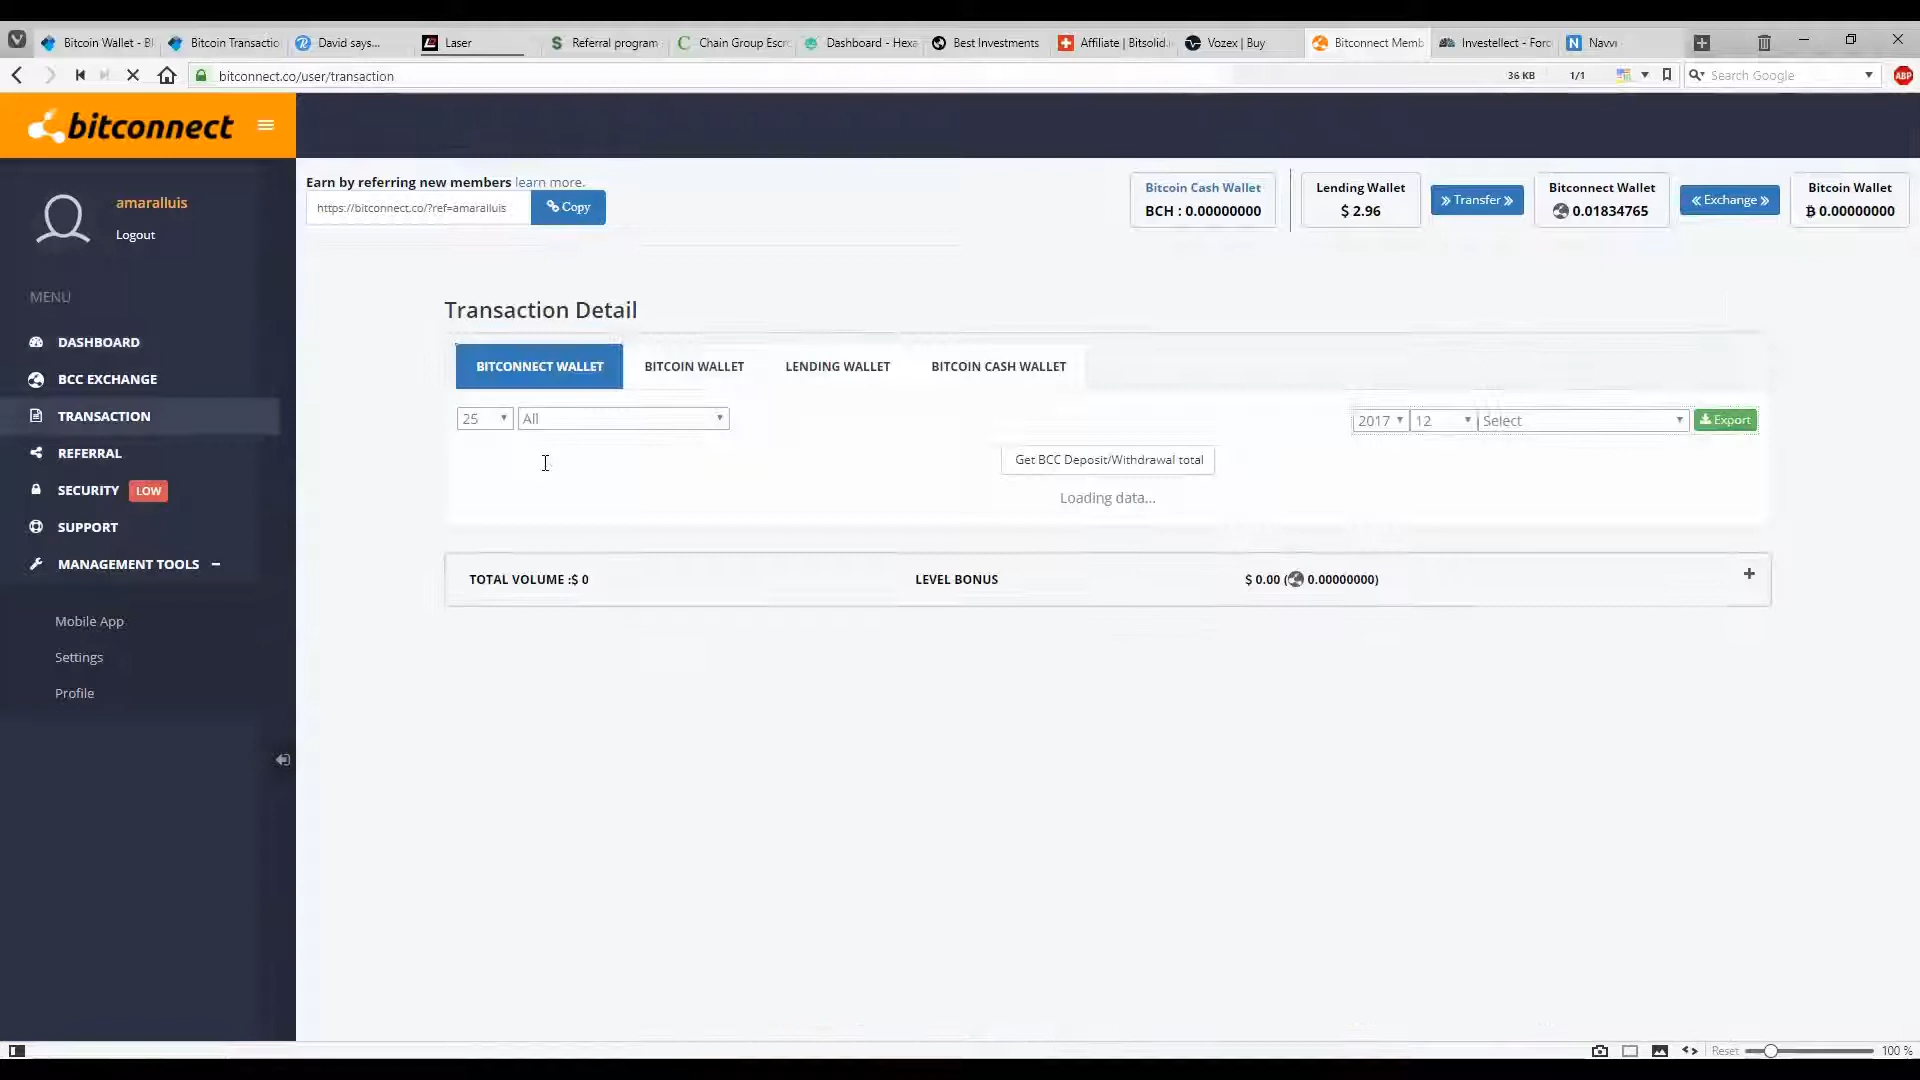 Bitcoin Wallet - Bl
Bitcoin Transactio
David says...
Laser
Referral program
Chain Group Escr
Dashboard - Hexa
Best Investments
Affiliate | Bitsolid.
Vozex | Buy
Bitconnect Memb
Investellect - Forc
Navvi
bitconnect.co/user/transaction
36 KB
1/1
Search Google
ABP
bitconnect
amaralluis
Logout
MENU
DASHBOARD
BCC EXCHANGE
TRANSACTION
REFERRAL
SECURITY LOW
SUPPORT
MANAGEMENT TOOLS
Mobile App
Settings
Profile
Earn by referring new members learn more.
https://bitconnect.co/?ref=amaralluis
Copy
Bitcoin Cash Wallet
BCH : 0.00000000
Lending Wallet
$ 2.96
Transfer
Bitconnect Wallet
0.01834765
Exchange
Bitcoin Wallet
0.00000000
Transaction Detail
BITCONNECT WALLET
BITCOIN WALLET
LENDING WALLET
BITCOIN CASH WALLET
25
All
2017
12
Select
Export
Get BCC Deposit/Withdrawal total
Loading data...
TOTAL VOLUME :$ 0
LEVEL BONUS
$ 0.00 ( 0.00000000)
Reset
100 %